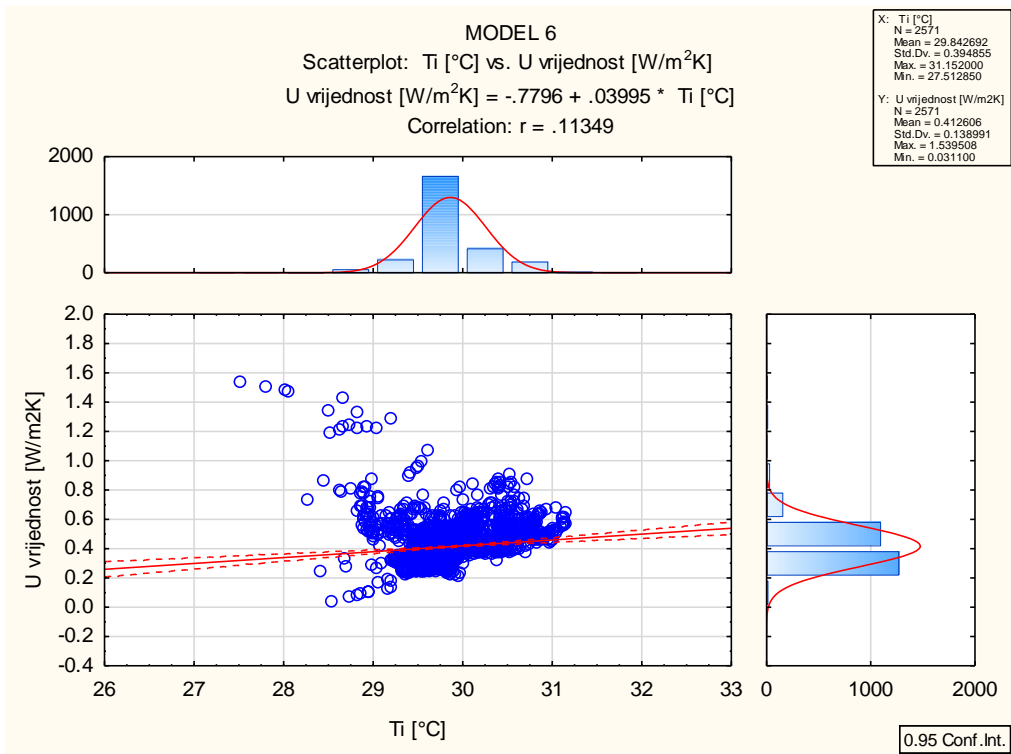 MODEL 6
Scatterplot: Ti [°C] vs. U vrijednost [W/m²K]
U vrijednost [W/m²K] = -.7796 + .03995 * Ti [°C]
Correlation: r = .11349
X: Ti [°C]
N = 2571
Mean = 29.842692
Std.Dv. = 0.394855
Max. = 31.152000
Min. = 27.512850
Y: U vrijednost [W/m2K]
N = 2571
Mean = 0.412606
Std.Dv. = 0.138991
Max. = 1.539508
Min. = 0.031100
2000
1000
0
2.0
1.8
1.6
1.4
1.2
1.0
0.8
0.6
0.4
0.2
0.0
-0.2
-0.4
U vrijednost [W/m2K]
26 27 28 29 30 31 32 33
Ti [°C]
0 1000 2000
0.95 Conf.Int.